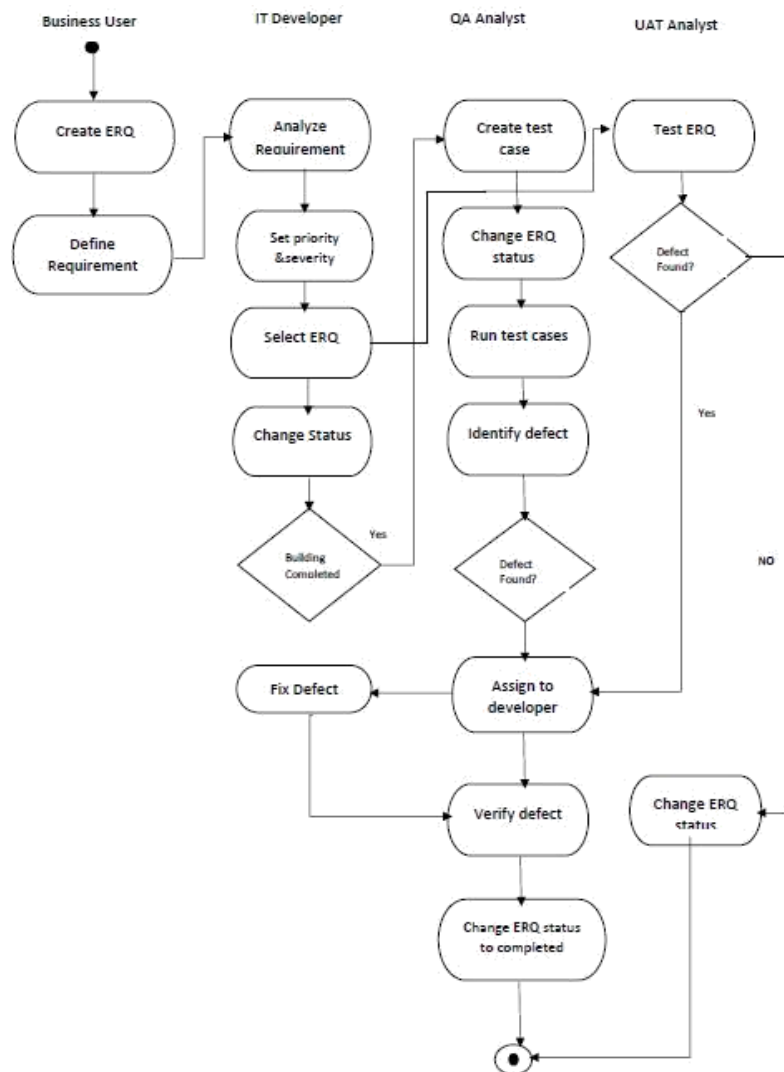 Business User
IT Developer
QA Analyst
UAT Analyst
Create ERQ
Analyze
Requirement
Create test
case
Test ERQ
Define
Requirement
Set priority
&severity
Change ERQ
status
Defect
Found?
Select ERQ
Run test cases
Change Status
Identify defect
Yes
Building
Completed
Yes
Defect
Found?
NO
Fix Defect
Assign to
developer
Verify defect
Change ERQ
status
Change ERQ status
to completed